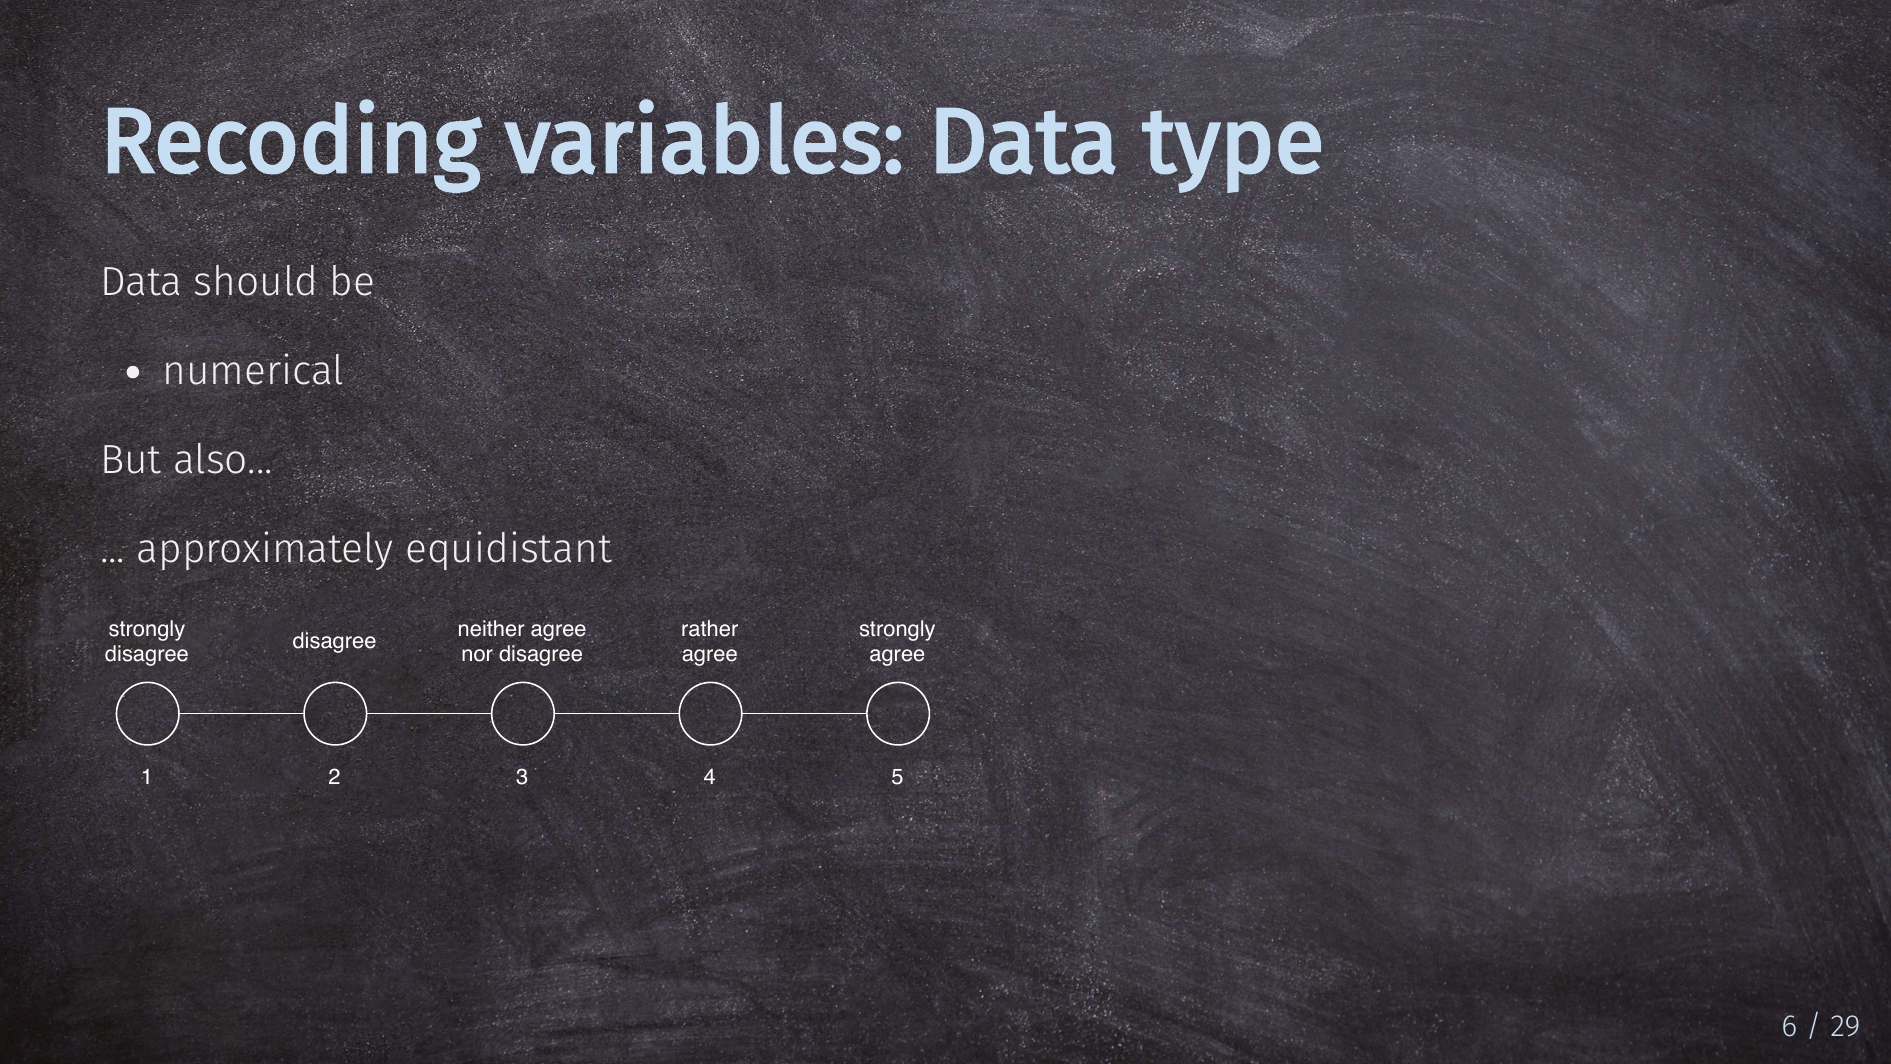 Recoding variables: Data type
Data should be
• numerical
But also...
... approximately equidistant
strongly disagree
disagree
neither agree nor disagree
rather agree
strongly agree
1 2 3 4 5
6 / 29